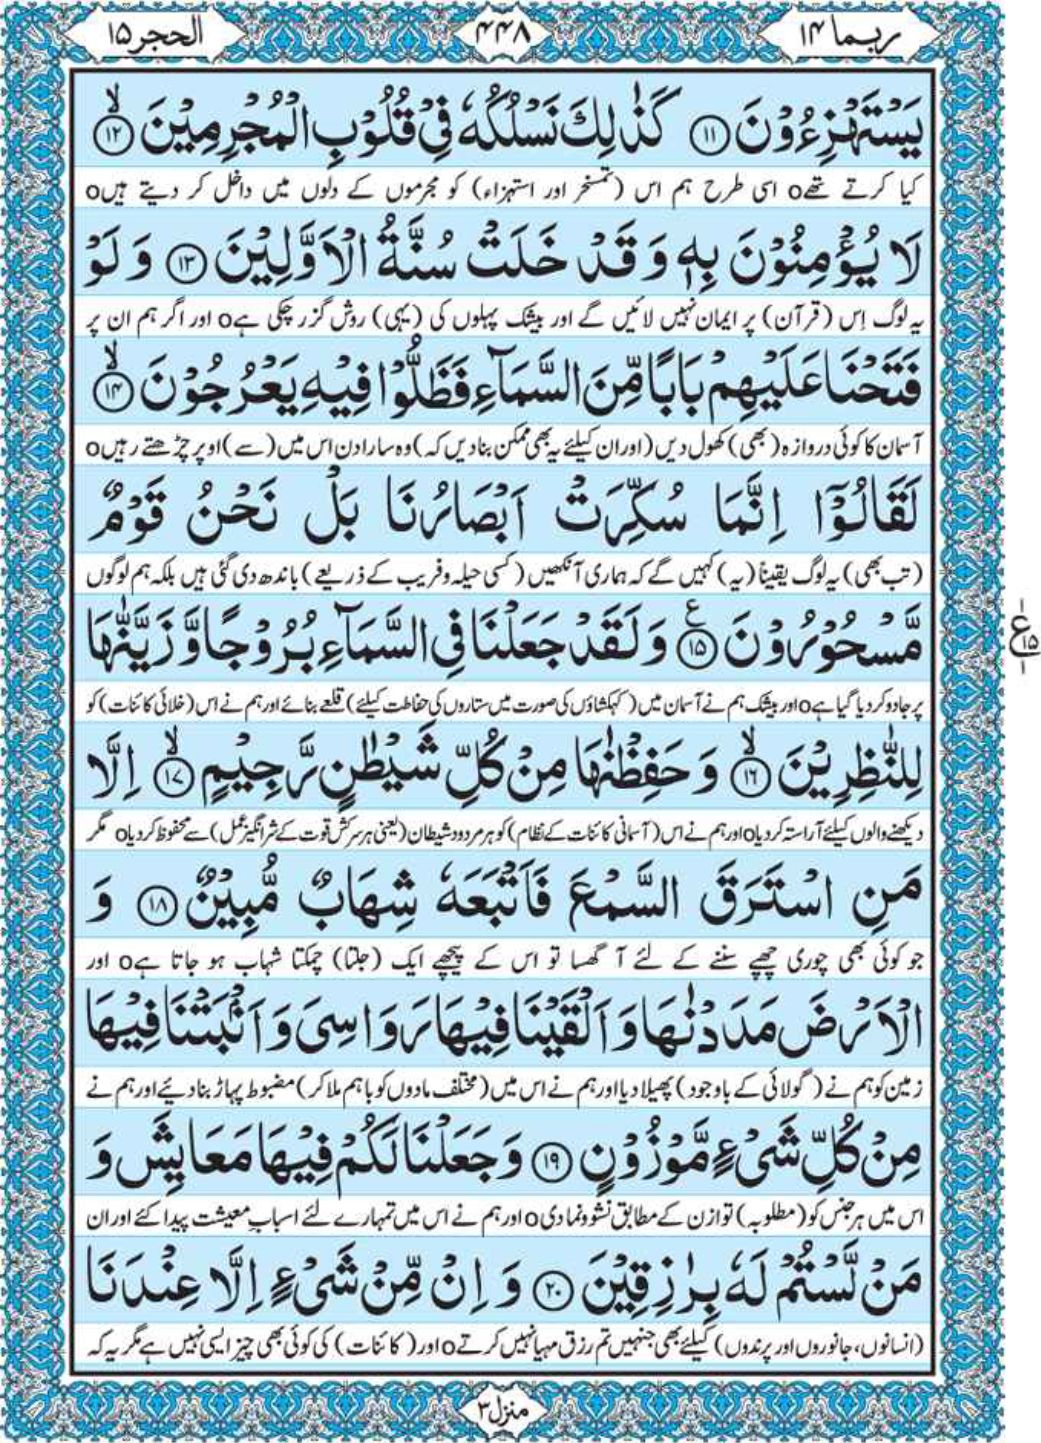 ربما ۱۴ ۴۴۸ الحجر ۱۵
يَسْتَهْزِءُوْنَ ﴿۱۱﴾ كَذٰلِكَ نَسْلُكُهٗ فِيْ قُلُوْبِ الْمُجْرِمِيْنَ ﴿۱۲﴾ۙ
کیا کرتے تھے٥ اسی طرح ہم اس (تمسخر اور استہزاء) کو مجرموں کے دلوں میں داخل کر دیتے ہیں٥
لَا يُؤْمِنُوْنَ بِهٖ وَقَدْ خَلَتْ سُنَّةُ الْاَوَّلِيْنَ ﴿۱۳﴾ وَلَوْ
یہ لوگ اِس (قرآن) پر ایمان نہیں لائیں گے اور بیشک پہلوں کی (یہی) روش گزر چکی ہے٥ اور اگر ہم ان پر
فَتَحْنَا عَلَيْهِمْ بَابًا مِّنَ السَّمَآءِ فَظَلُّوْا فِيْهِ يَعْرُجُوْنَ ﴿۱۴﴾ۙ
آسمان کا کوئی دروازہ (بھی) کھول دیں (اور ان کیلئے یہ بھی ممکن بنا دیں کہ) وہ سارا دن اس میں (سے) اوپر چڑھتے رہیں٥
لَقَالُوْٓا اِنَّمَا سُكِّرَتْ اَبْصَارُنَا بَلْ نَحْنُ قَوْمٌ
(تب بھی) یہ لوگ یقیناً (یہ) کہیں گے کہ ہماری آنکھیں (کسی حیلہ و فریب کے ذریعے) باندھ دی گئی ہیں بلکہ ہم لوگوں
مَّسْحُوْرُوْنَ ﴿۱۵﴾ع وَلَقَدْ جَعَلْنَا فِي السَّمَآءِ بُرُوْجًا وَّزَيَّنّٰهَا
پر جادو کر دیا گیا ہے٥ اور بیشک ہم نے آسمان میں (کہکشاؤں کی صورت میں ستاروں کی حفاظت کیلئے) قلعے بنائے اور ہم نے اس (خلائی کائنات) کو
لِلنّٰظِرِيْنَ ﴿۱۶﴾ۙ وَحَفِظْنٰهَا مِنْ كُلِّ شَيْطٰنٍ رَّجِيْمٍ ﴿۱۷﴾ۙ اِلَّا
دیکھنے والوں کیلئے آراستہ کر دیا٥ اور ہم نے اس (آسمانی کائنات کے نظام) کو ہر مردود شیطان (یعنی ہر سرکش قوت کے شر انگیز عمل) سے محفوظ کر دیا٥ مگر
مَنِ اسْتَرَقَ السَّمْعَ فَاَتْبَعَهٗ شِهَابٌ مُّبِيْنٌ ﴿۱۸﴾ وَ
جو کوئی بھی چوری چھپے سننے کے لئے آ گھسا تو اس کے پیچھے ایک (جلتا) چمکتا شہاب ہو جاتا ہے٥ اور
الْاَرْضَ مَدَدْنٰهَا وَاَلْقَيْنَا فِيْهَا رَوَاسِيَ وَاَنْۢبَتْنَا فِيْهَا
زمین کو ہم نے (گولائی کے باوجود) پھیلا دیا اور ہم نے اس میں (مختلف مادوں کو باہم ملا کر) مضبوط پہاڑ بنا دیئے اور ہم نے
مِنْ كُلِّ شَيْءٍ مَّوْزُوْنٍ ﴿۱۹﴾ وَجَعَلْنَا لَكُمْ فِيْهَا مَعَايِشَ وَ
اس میں ہر جنس کو (مطلوبہ) توازن کے مطابق نشوونما دی٥ اور ہم نے اس میں تمہارے لئے اسبابِ معیشت پیدا کئے اور ان
مَنْ لَّسْتُمْ لَهٗ بِرٰزِقِيْنَ ﴿۲۰﴾ وَاِنْ مِّنْ شَيْءٍ اِلَّا عِنْدَنَا
(انسانوں، جانوروں اور پرندوں) کیلئے بھی جنہیں تم رزق مہیا نہیں کرتے٥ اور (کائنات) کی کوئی بھی چیز ایسی نہیں ہے مگر یہ کہ
منزل ۳